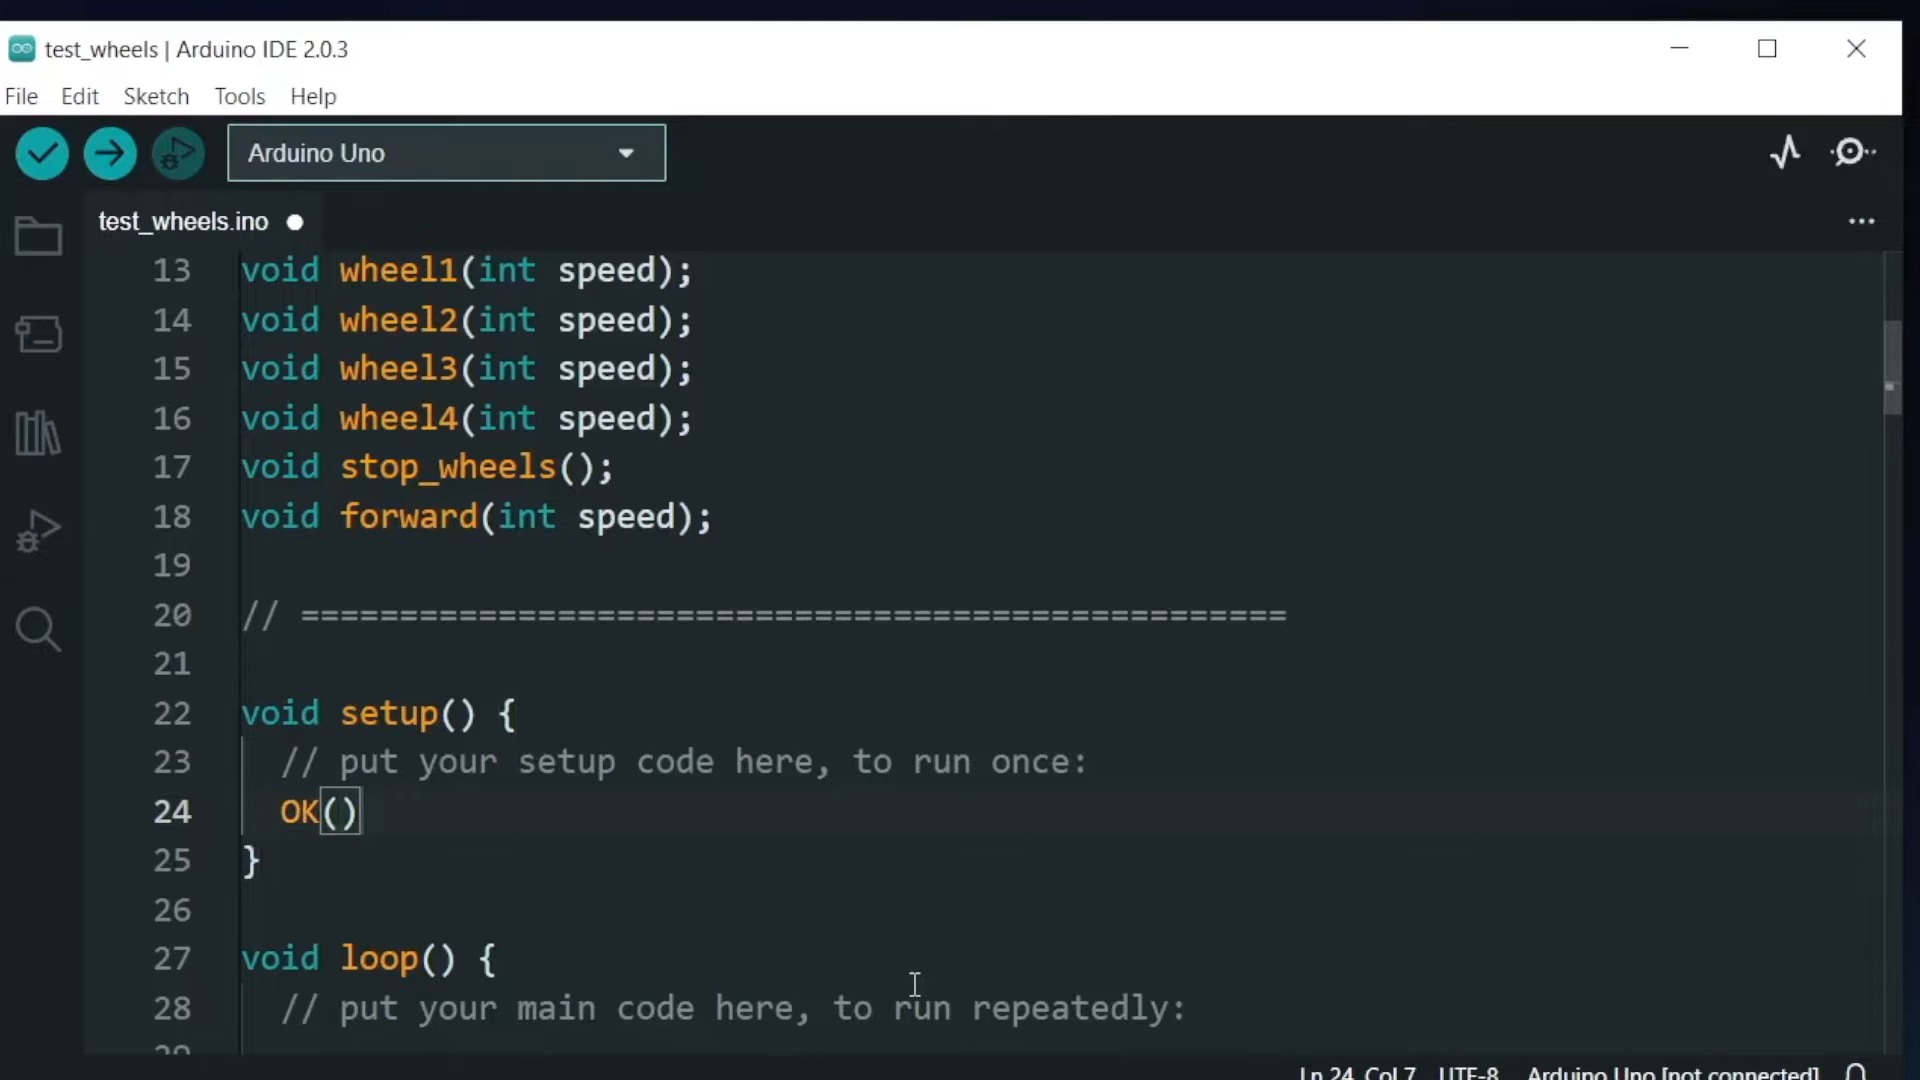 test_wheels | Arduino IDE 2.0.3
File Edit Sketch Tools Help
Arduino Uno
test_wheels.ino
13 void wheel1(int speed);
14 void wheel2(int speed);
15 void wheel3(int speed);
16 void wheel4(int speed);
17 void stop_wheels();
18 void forward(int speed);
19
20 // ==================================================
21
22 void setup() {
23 // put your setup code here, to run once:
24 OK()
25 }
26
27 void loop() {
28 // put your main code here, to run repeatedly:
29
Ln 24, Col 7 UTF-8 Arduino Uno [not connected]